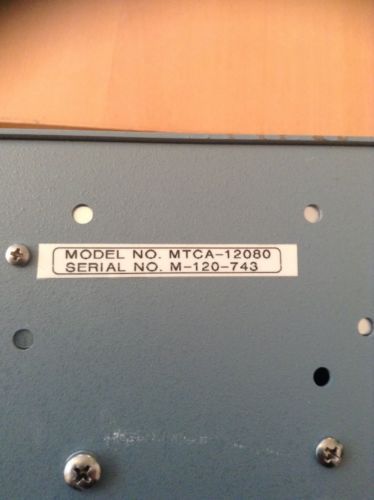 MODEL NO. MTCA-12080
SERIAL NO. M-120-743